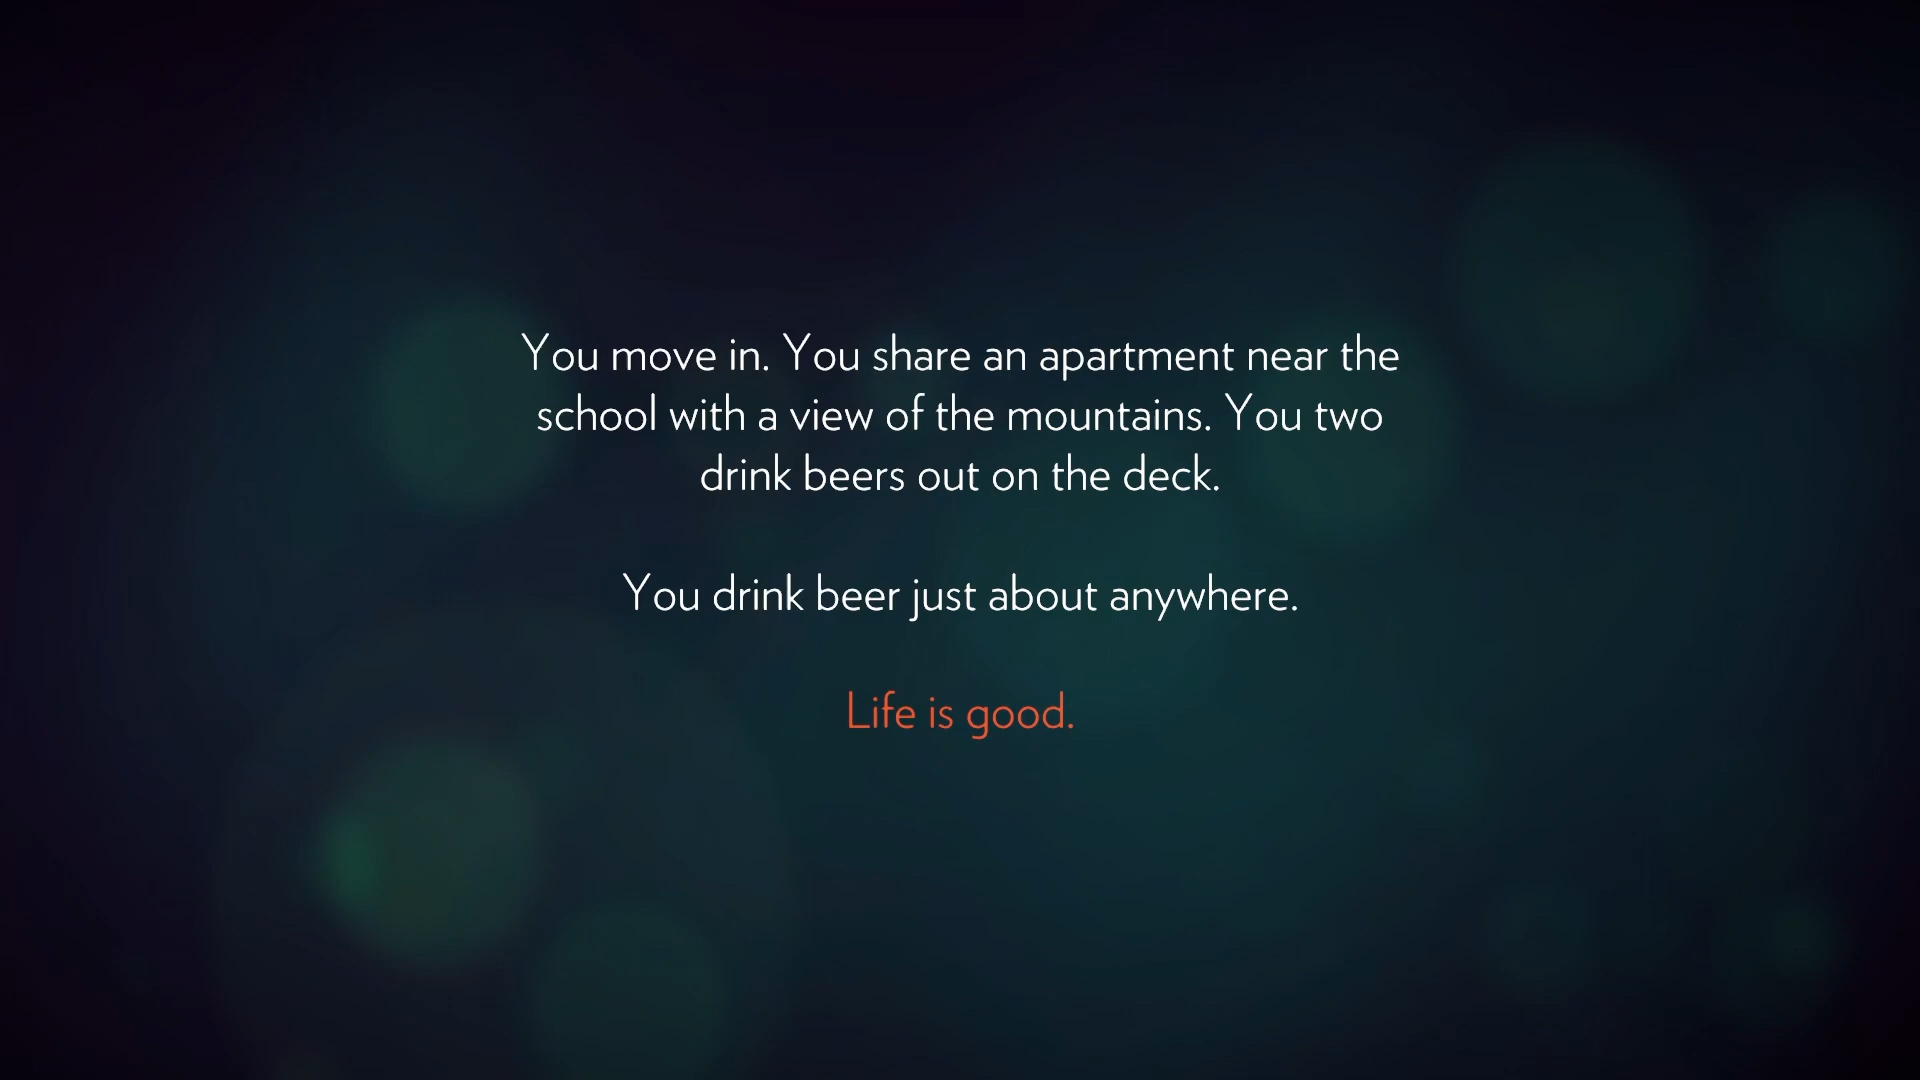 You move in. You share an apartment near the
school with a view of the mountains. You two
drink beers out on the deck.
You drink beer just about anywhere.
Life is good.